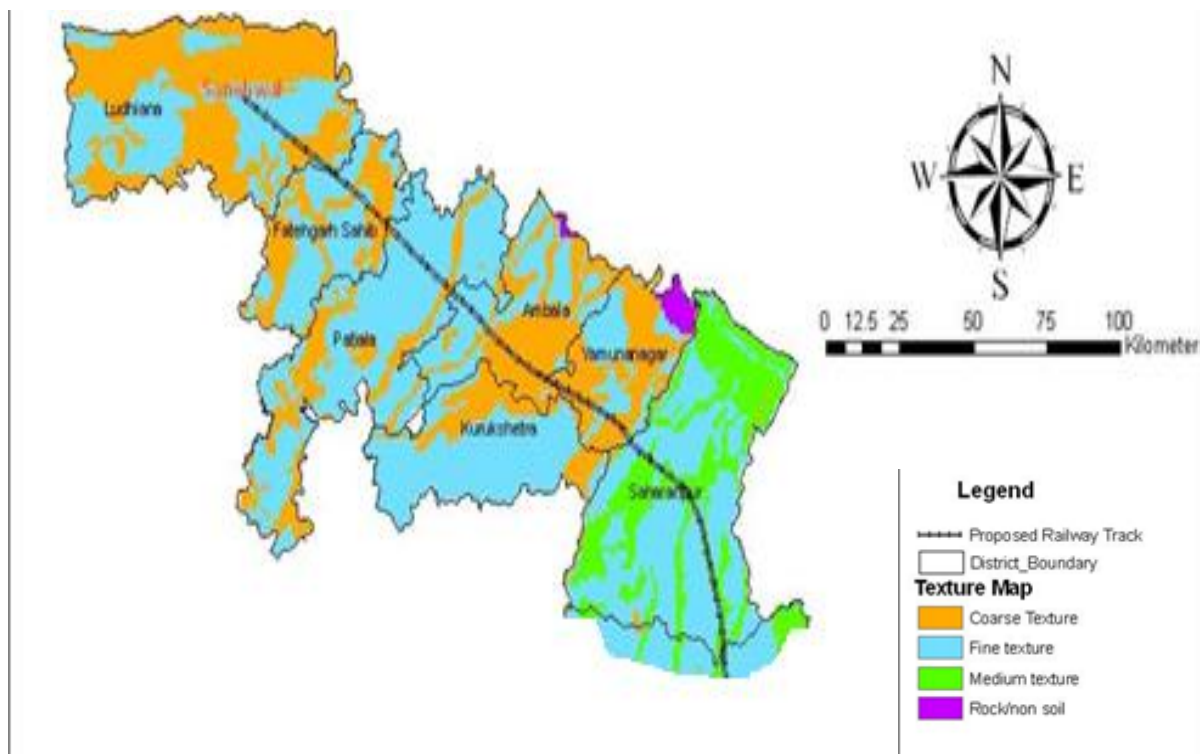 Sanehwal
Ludhiana
Fatehgarh Sahib
Patiala
Ambala
Yamunanagar
Kurukshetra
Saharanpur
N
W
E
S
0 12.5 25 50 75 100
Kilometer
Legend
Proposed Railway Track
District_Boundary
Texture Map
Coarse Texture
Fine texture
Medium texture
Rock/non soil